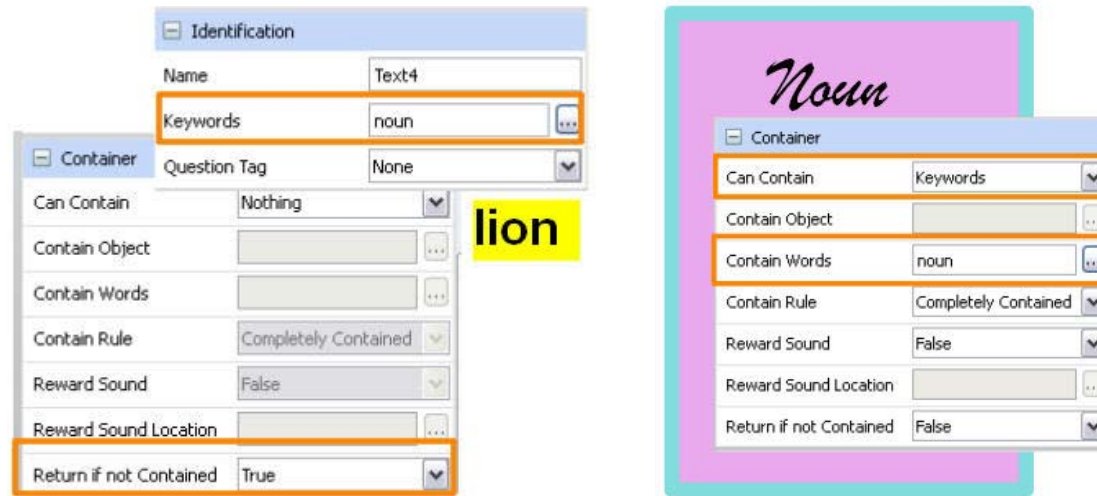 Identification
Name Text4
Keywords noun ...
Question Tag None
Container
Can Contain Nothing
Contain Object ...
Contain Words ...
Contain Rule Completely Contained
Reward Sound False
Reward Sound Location ...
Return if not Contained True
lion
Noun
Container
Can Contain Keywords
Contain Object ...
Contain Words noun ...
Contain Rule Completely Contained
Reward Sound False
Reward Sound Location ...
Return if not Contained False